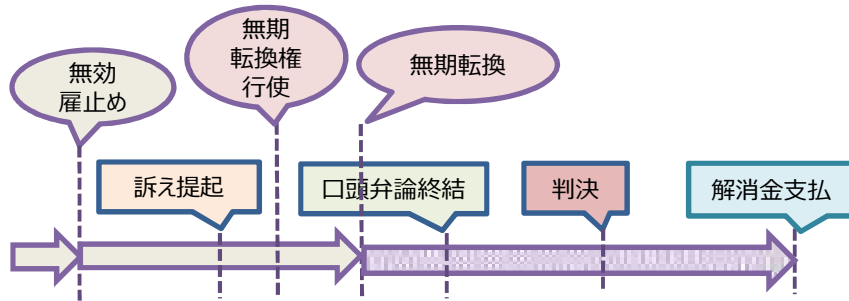 無効
雇止め
無期
転換権
行使
無期転換
訴え提起
口頭弁論終結
判決
解消金支払